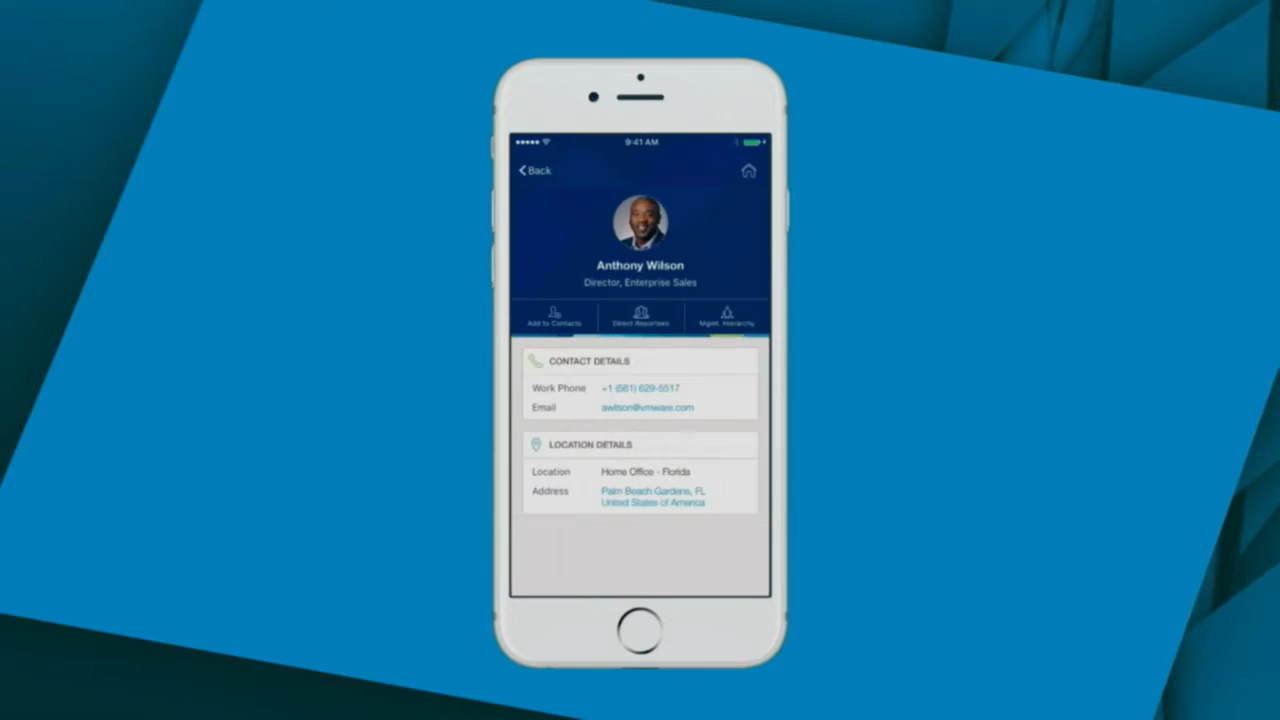 9:41 AM
Back
Anthony Wilson
Director, Enterprise Sales
Add to Contacts
Direct Reportees
Mgmt. Hierarchy
CONTACT DETAILS
Work Phone +1 (561) 629-5517
Email awilson@vmware.com
LOCATION DETAILS
Location Home Office - Florida
Address Palm Beach Gardens, FL
United States of America